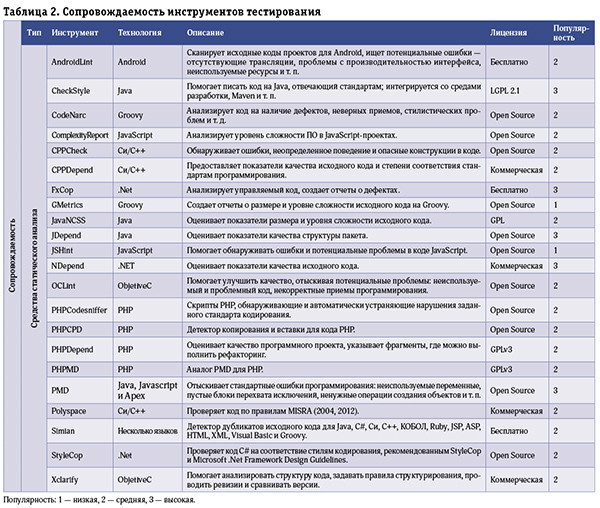 Таблица 2. Сопровождаемость инструментов тестирования
Тип Инструмент Технология Описание Лицензия Популяр-
ность
Сопровождаемость
Средства статического анализа
AndroidLint Android Сканирует исходные коды проектов для Android, ищет потенциальные ошибки —
отсутствующие трансляции, проблемы с производительностью интерфейса,
неиспользуемые ресурсы и т. п. Бесплатно 2
CheckStyle Java Помогает писать код на Java, отвечающий стандартам; интегрируется со средами
разработки, Maven и т. п. LGPL 2.1 3
CodeNarc Groovy Анализирует код на наличие дефектов, неверных приемов, стилистических про-
блем и т. д. Open Source 2
ComplexityReport JavaScript Анализирует уровень сложности ПО в JavaScript-проектах. Open Source 2
CPPCheck Си/C++ Обнаруживает ошибки, неопределенное поведение и опасные конструкции в коде. Open Source 2
CPPDepend Си/C++ Предоставляет показатели качества исходного кода и степени соответствия стан-
дартам программирования. Коммерческая 2
FxCop .Net Анализирует управляемый код, создает отчеты о дефектах. Бесплатно 3
GMetrics Groovy Создает отчеты о размере и уровне сложности исходного кода на Groovy. Open Source 1
JavaNCSS Java Оценивает показатели размера и уровня сложности исходного кода. GPL 2
JDepend Java Оценивает показатели качества структуры пакета. Open Source 3
JSHint JavaScript Помогает обнаруживать ошибки и потенциальные проблемы в коде JavaScript. Open Source 1
NDepend .NET Оценивает показатели качества исходного кода. Коммерческая 3
OCLint ObjetiveC Помогает улучшить качество, отыскивая потенциальные проблемы: неиспользуе-
мый и проблемный код, некорректные приемы программирования. Open Source 2
PHPCodesniffer PHP Скрипты PHP, обнаруживающие и автоматически устраняющие нарушения задан-
ного стандарта кодирования. Open Source 2
PHPCPD PHP Детектор копирования и вставки для кода PHP. Open Source 2
PHPDepend PHP Оценивает качество программного проекта, указывает фрагменты, где можно вы-
полнить рефакторинг. GPLv3 2
PHPMD PHP Аналог PMD для PHP. GPLv3 2
PMD Java, Javascript
и Apex Отыскивает стандартные ошибки программирования: неиспользуемые переменные,
пустые блоки перехвата исключений, ненужные операции создания объектов и т. п. Open Source 3
Polyspace Си/C++ Проверяет код по правилам MISRA (2004, 2012). Коммерческая 2
Simian Несколько языков Детектор дубликатов исходного кода для Java, C#, Си, C++, КОБОЛ, Ruby, JSP, ASP,
HTML, XML, Visual Basic и Groovy. Бесплатно 2
StyleCop .Net Проверяет код C# на соответствие стилям кодирования, рекомендованным StyleCop
и Microsoft .Net Framework Design Guidelines. Open Source 2
Xclarify ObjetiveC Помогает анализировать структуру кода, задавать правила структурирования, про-
водить ревизии и сравнивать версии. Коммерческая 2
Популярность: 1 — низкая, 2 — средняя, 3 — высокая.